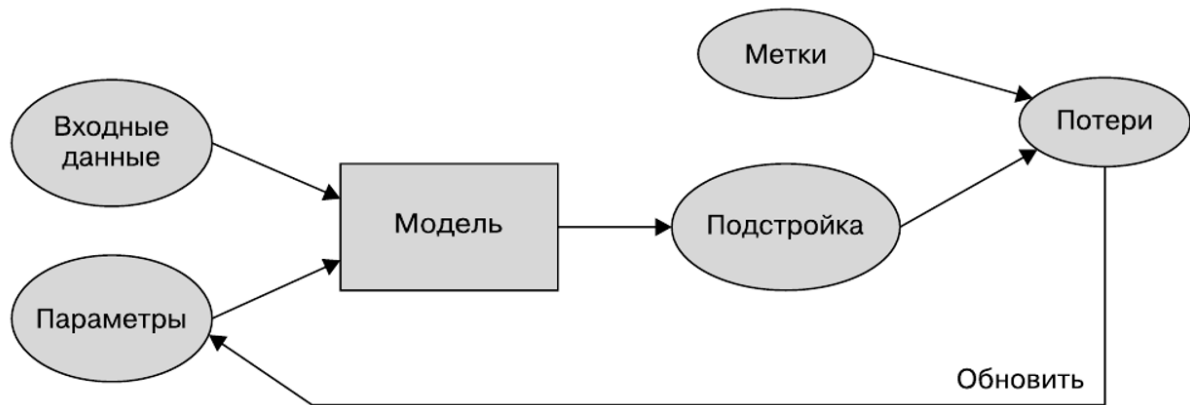 Метки
Потери
Входные
данные
Модель
Подстройка
Параметры
Обновить